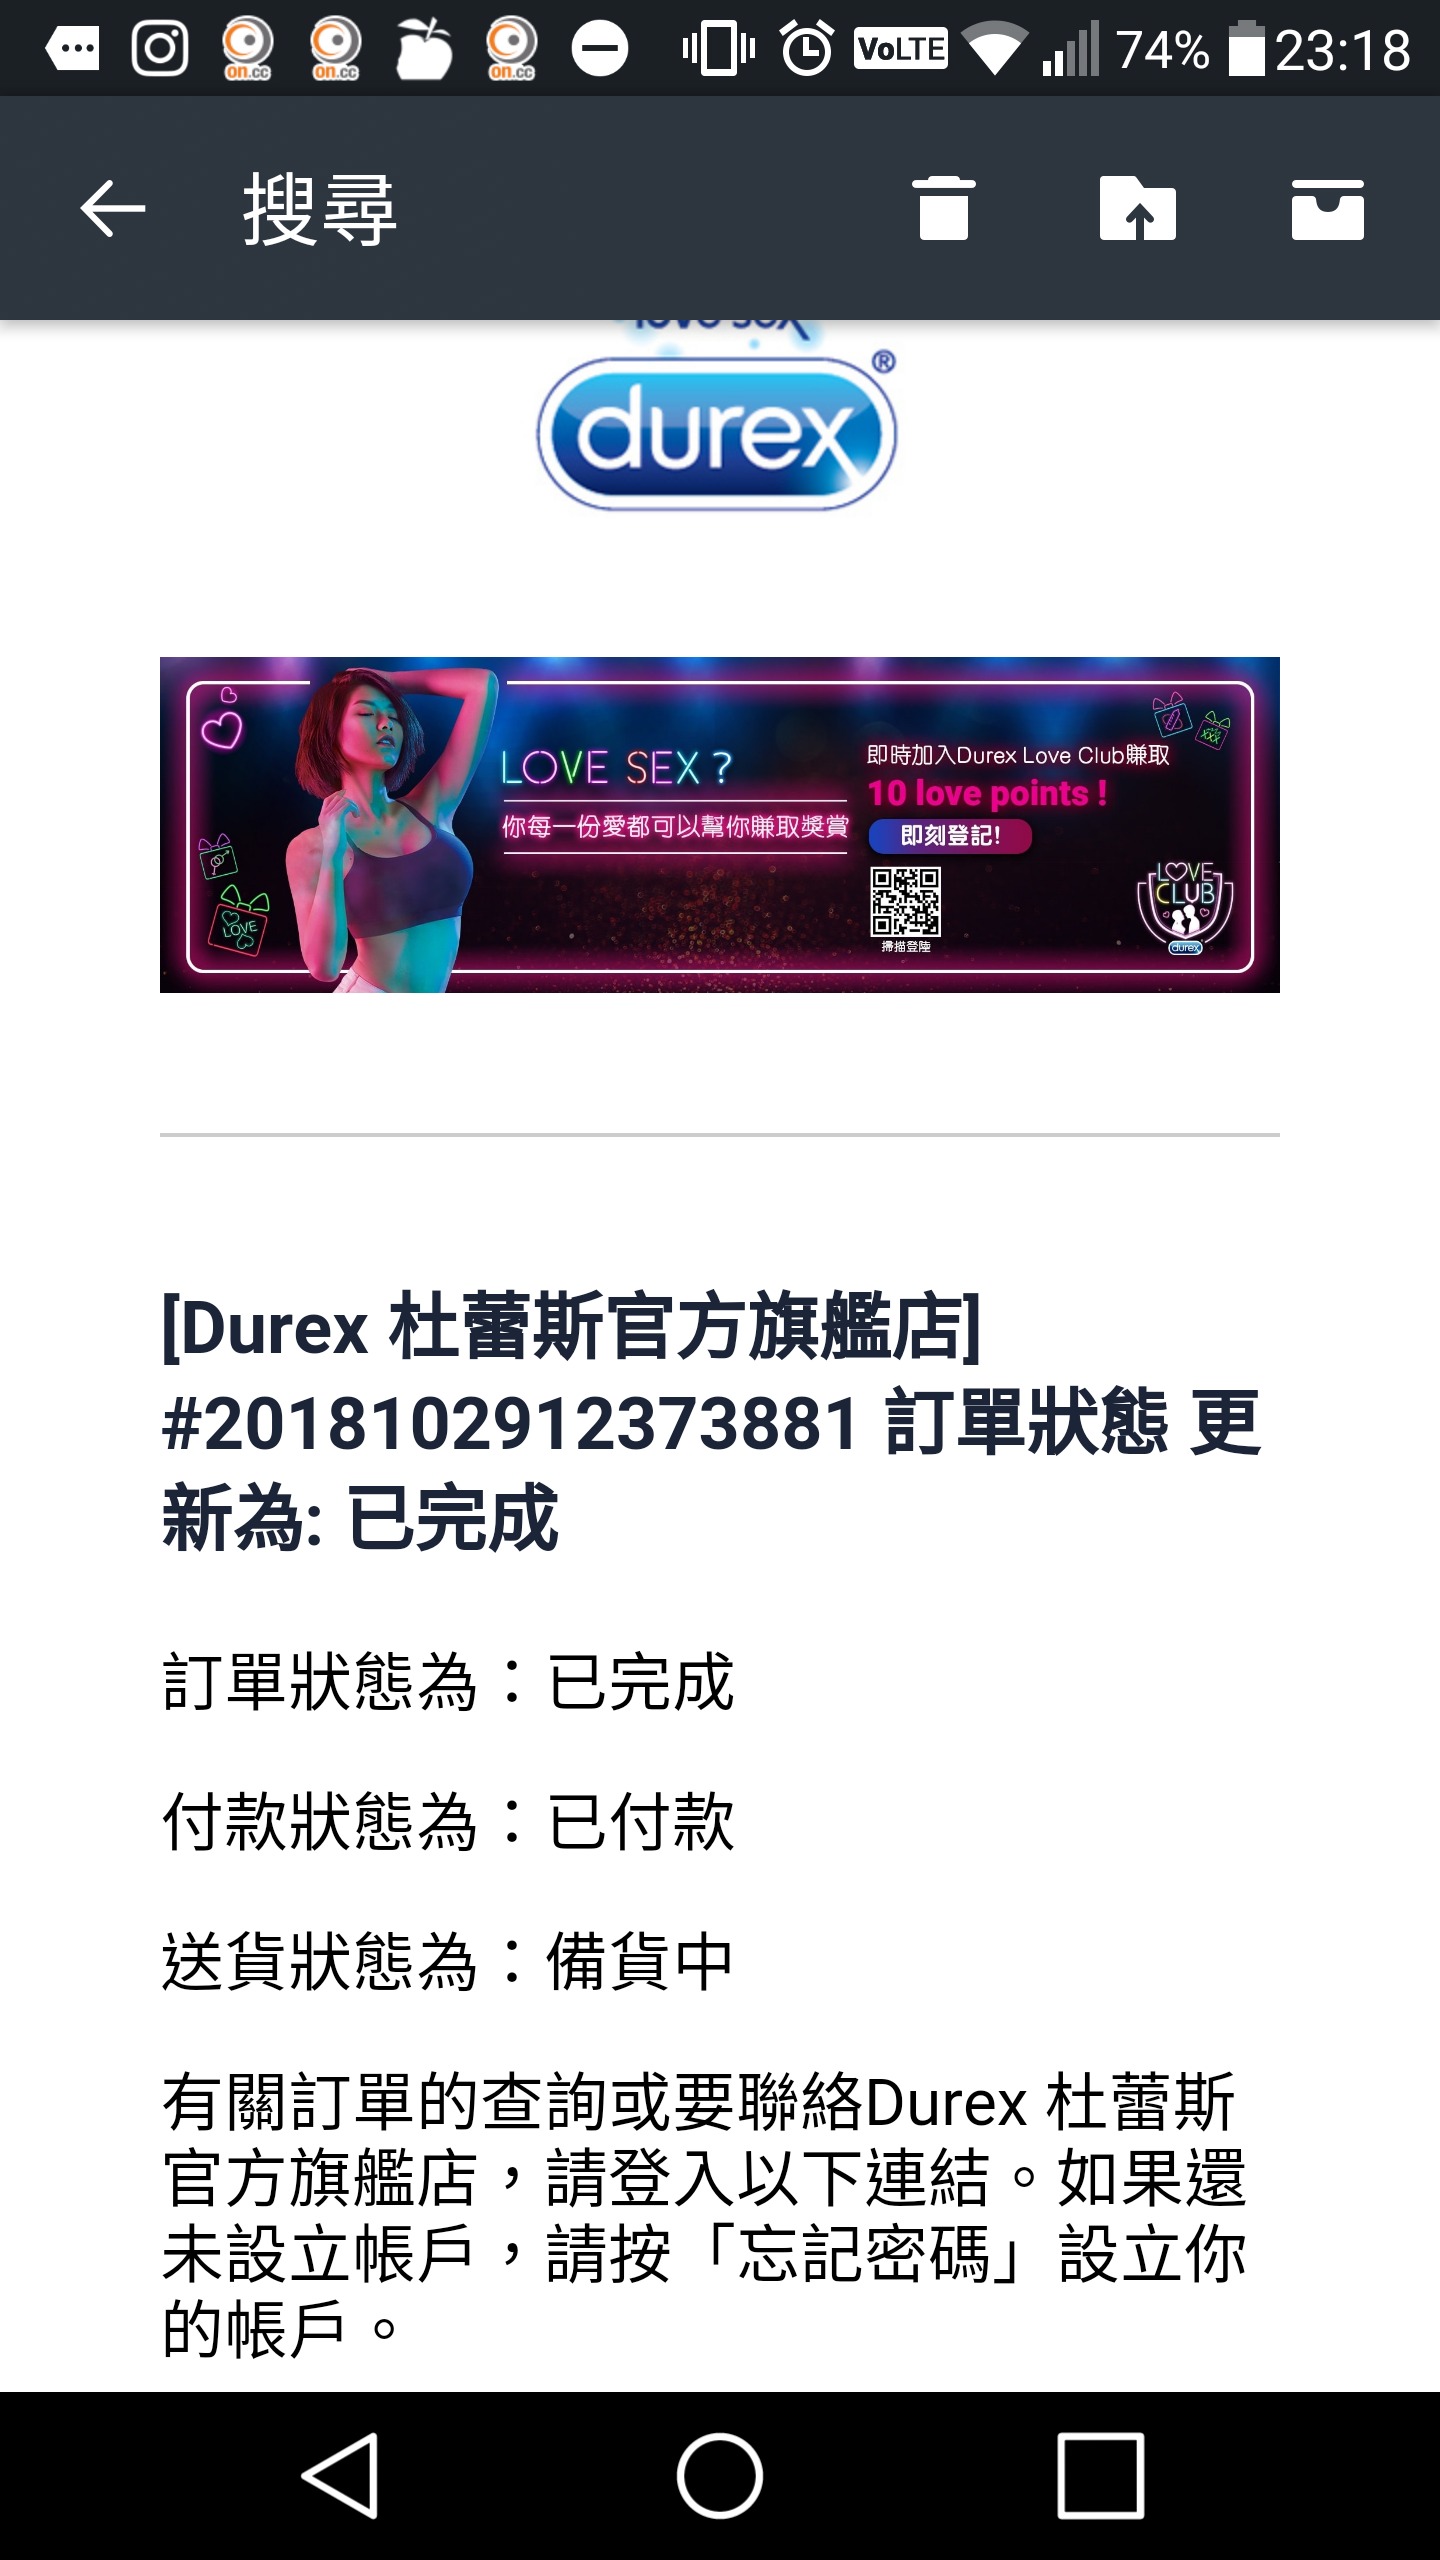 on.cc
on.cc
on.cc
VoLTE
74%
23:18
搜尋
love sex
durex®
LOVE SEX ?
你每一份愛都可以幫你賺取獎賞
即時加入Durex Love Club賺取
10 love points !
即刻登記!
掃描登陸
LOVE
LOVE
CLUB
durex
[Durex 杜蕾斯官方旗艦店]
#2018102912373881 訂單狀態 更
新為: 已完成
訂單狀態為：已完成
付款狀態為：已付款
送貨狀態為：備貨中
有關訂單的查詢或要聯絡Durex 杜蕾斯
官方旗艦店，請登入以下連結。如果還
未設立帳戶，請按「忘記密碼」設立你
的帳戶。